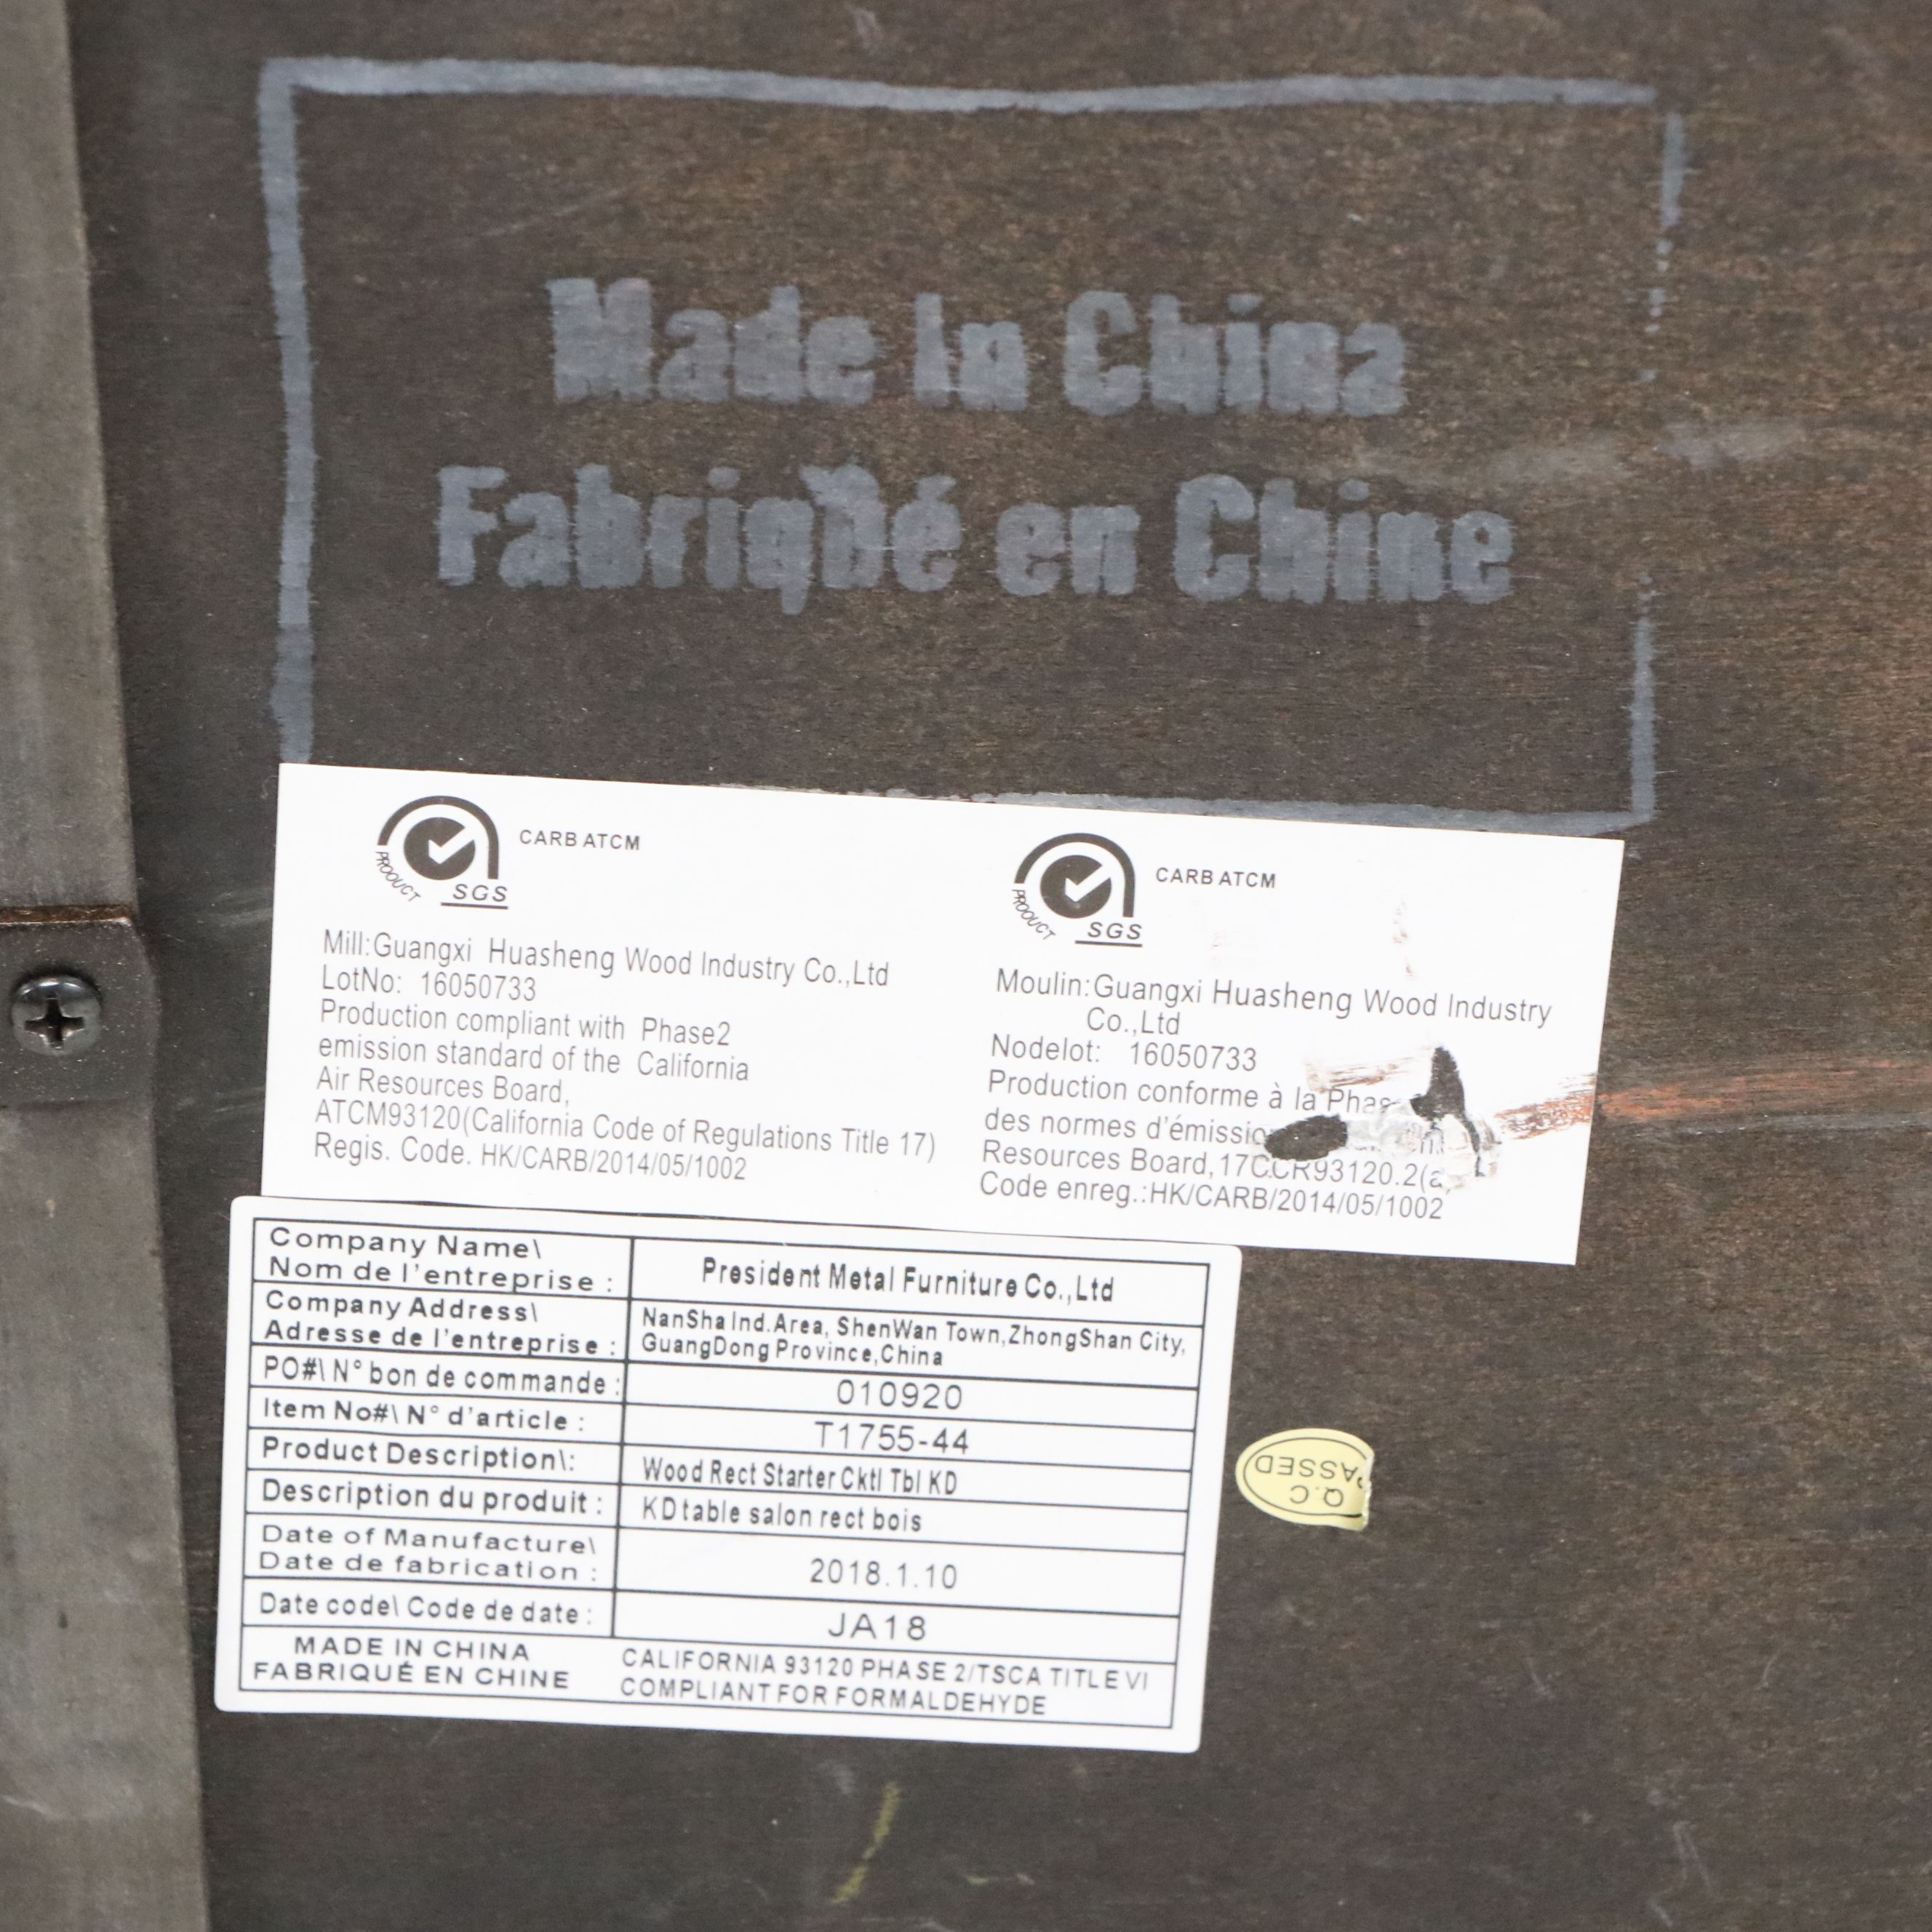 Made In China
Fabriqué en Chine
CARB ATCM
PRODUCT
SGS
Mill:Guangxi Huasheng Wood Industry Co.,Ltd
LotNo: 16050733
Production compliant with Phase2
emission standard of the California
Air Resources Board,
ATCM93120(California Code of Regulations Title 17)
Regis. Code. HK/CARB/2014/05/1002
CARB ATCM
PRODUCT
SGS
Moulin:Guangxi Huasheng Wood Industry
Co.,Ltd
Nodelot: 16050733
Production conforme à la
des normes
Resources Board,17CCR93120.2(a
Code enreg.:HK/CARB/2014/05/1002
Company Name\ 
Nom de l'entreprise : President Metal Furniture Co.,Ltd
Company Address\ NanSha Ind.Area, ShenWan Town,ZhongShan City,
Adresse de l'entreprise : GuangDong Province,China
PO#\ N° bon de commande : 010920
Item No#\ N° d'article : T1755-44
Product Description\: Wood Rect Starter Cktl Tbl KD
Description du produit : KD table salon rect bois
Date of Manufacture\
Date de fabrication : 2018.1.10
Date code\ Code de date : JA18
MADE IN CHINA CALIFORNIA 93120 PHASE 2/TSCA TITLE VI
FABRIQUÉ EN CHINE COMPLIANT FOR FORMALDEHYDE
Q.C
PASSED